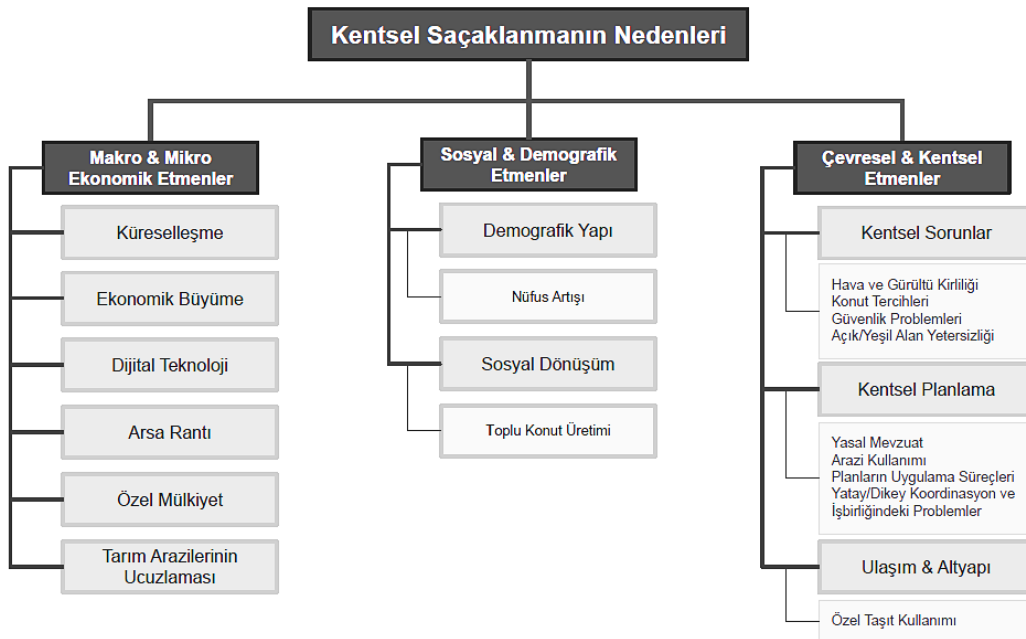 Kentsel Saçaklanmanın Nedenleri
Makro & Mikro
Ekonomik Etmenler
Küreselleşme
Ekonomik Büyüme
Dijital Teknoloji
Arsa Rantı
Özel Mülkiyet
Tarım Arazilerinin
Ucuzlaması
Sosyal & Demografik
Etmenler
Demografik Yapı
Nüfus Artışı
Sosyal Dönüşüm
Toplu Konut Üretimi
Çevresel & Kentsel
Etmenler
Kentsel Sorunlar
Hava ve Gürültü Kirliliği
Konut Tercihleri
Güvenlik Problemleri
Açık/Yeşil Alan Yetersizliği
Kentsel Planlama
Yasal Mevzuat
Arazi Kullanımı
Planların Uygulama Süreçleri
Yatay/Dikey Koordinasyon ve
İşbirliğindeki Problemler
Ulaşım & Altyapı
Özel Taşıt Kullanımı